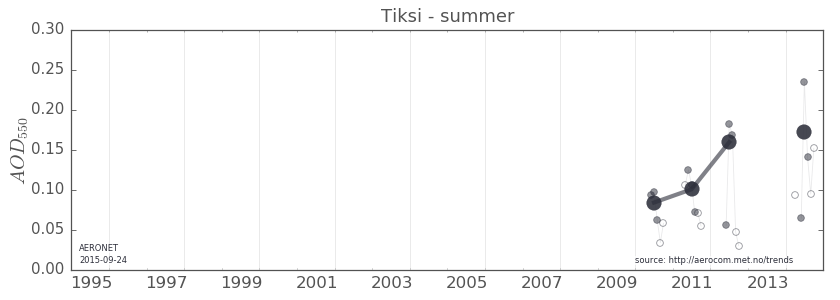 Tiksi - summer
0.30
0.25
0.20
0.15
0.10
0.05
0.00
AOD550
AERONET
2015-09-24
source: http://aerocom.met.no/trends
1995 1997 1999 2001 2003 2005 2007 2009 2011 2013